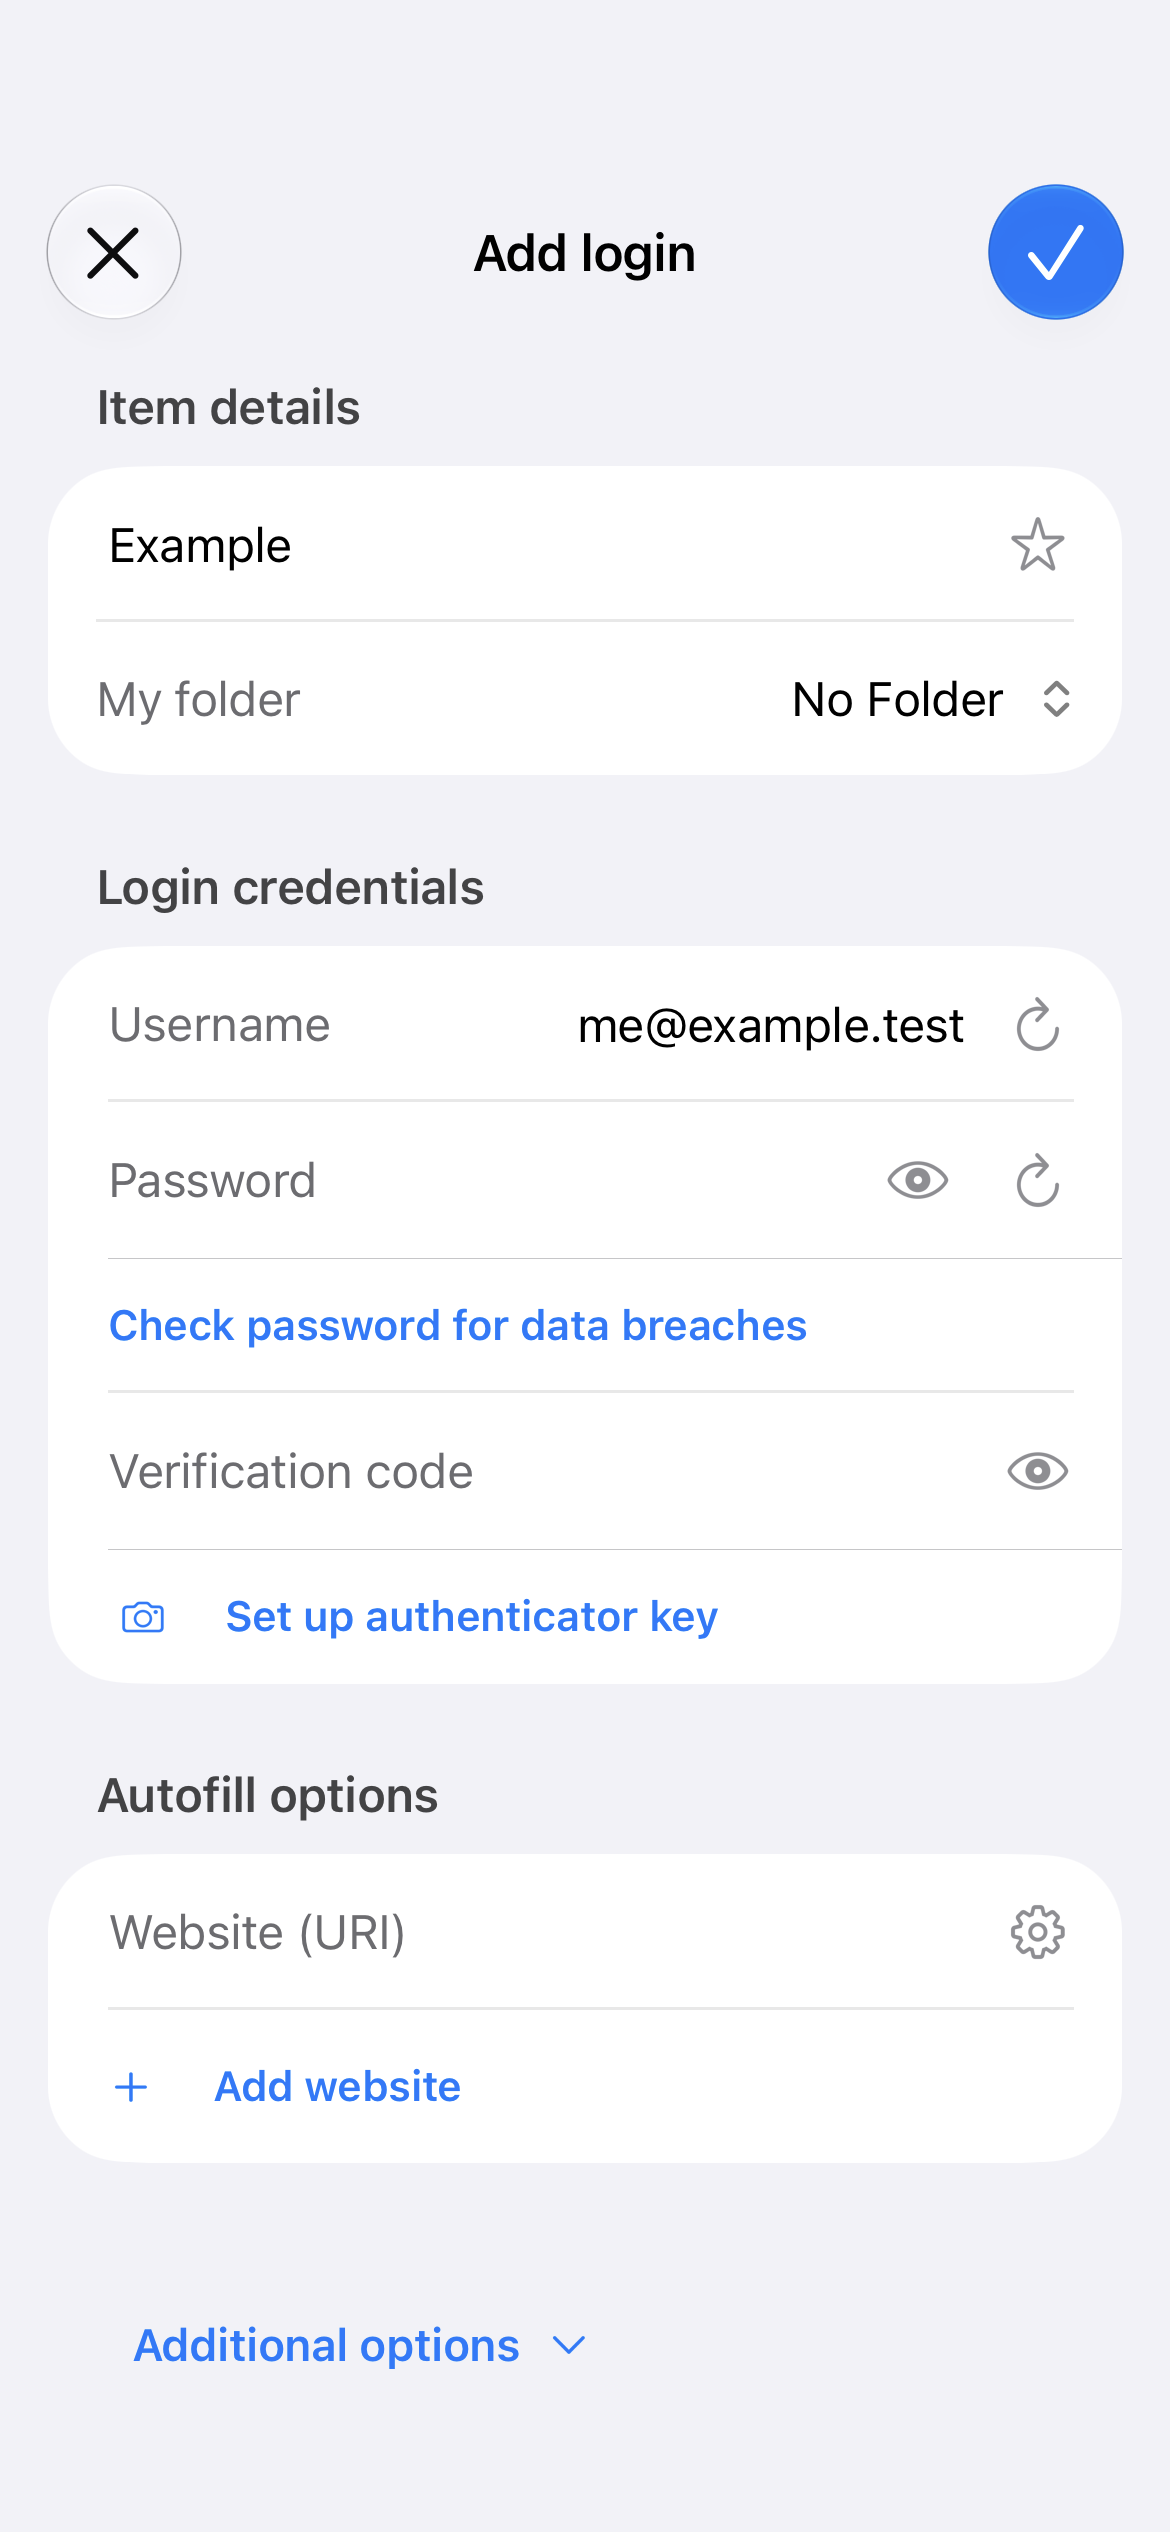 Add login
Item details
Example
My folder No Folder
Login credentials
Username me@example.test
Password
Check password for data breaches
Verification code
Set up authenticator key
Autofill options
Website (URI)
Add website
Additional options